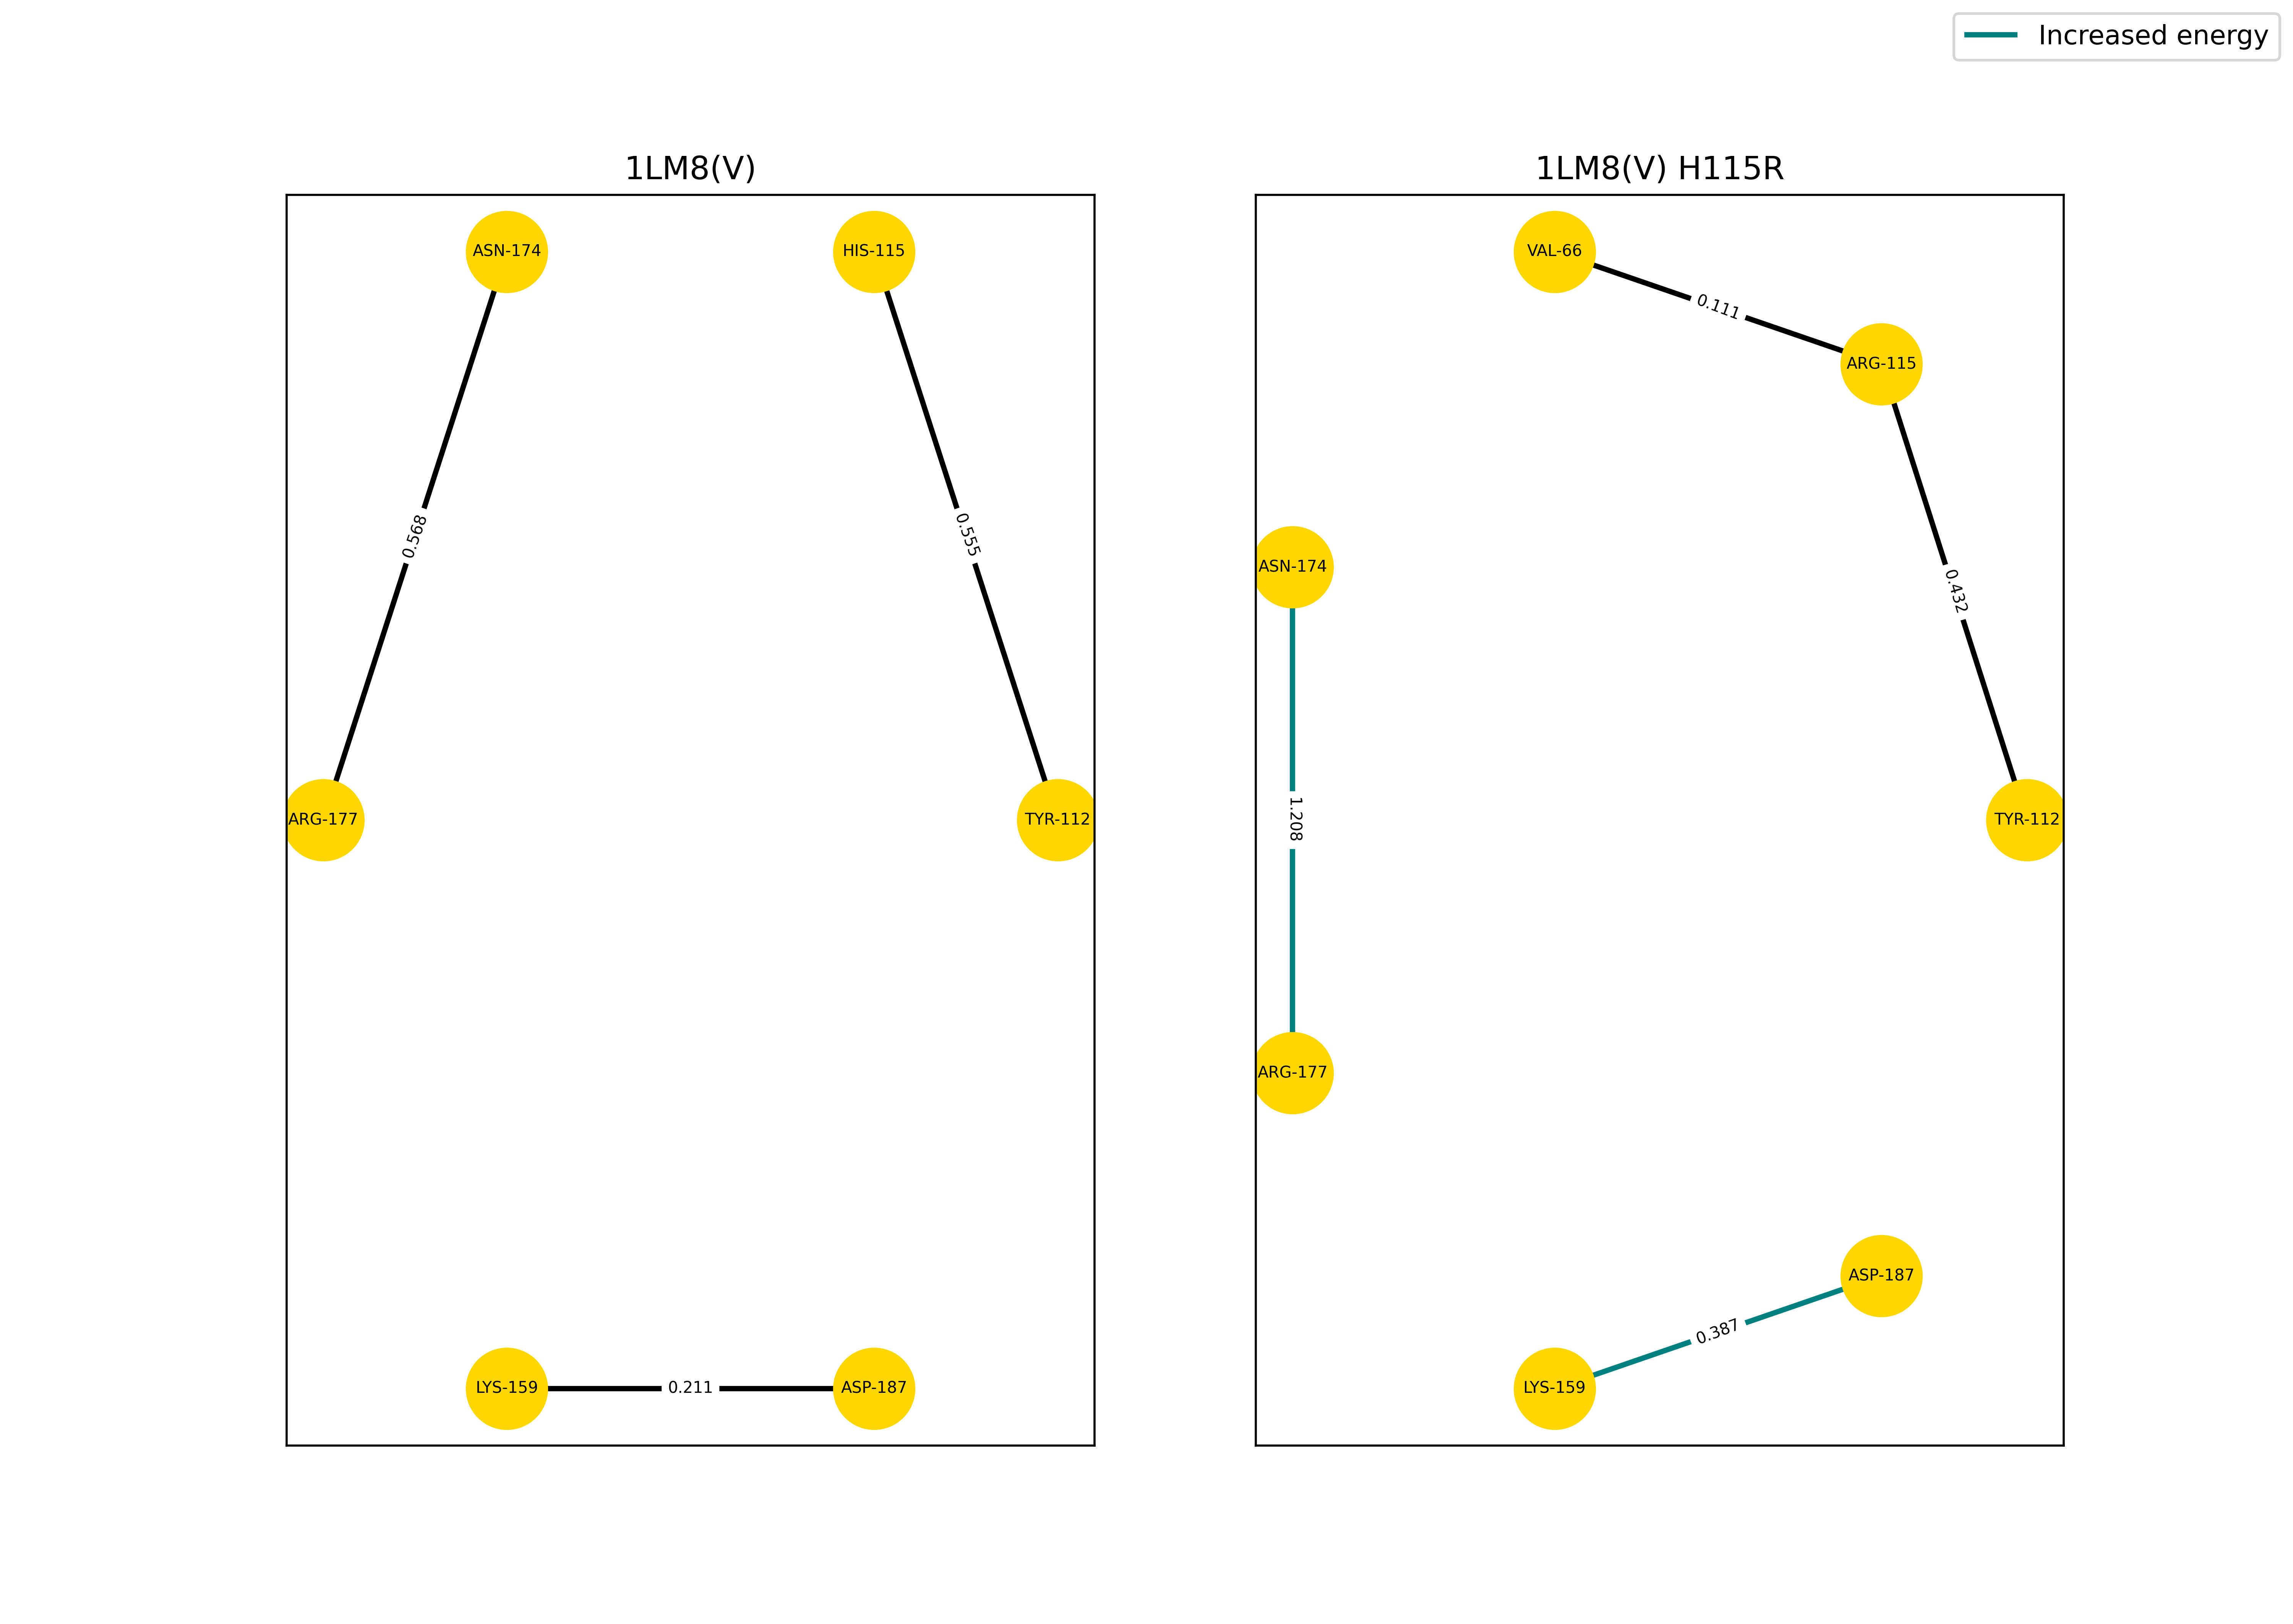 Increased energy
1LM8(V)
ASN-174
HIS-115
0.568
0.555
ARG-177
TYR-112
LYS-159
0.211
ASP-187
1LM8(V) H115R
VAL-66
0.111
ARG-115
ASN-174
0.432
1.208
TYR-112
ARG-177
ASP-187
0.387
LYS-159